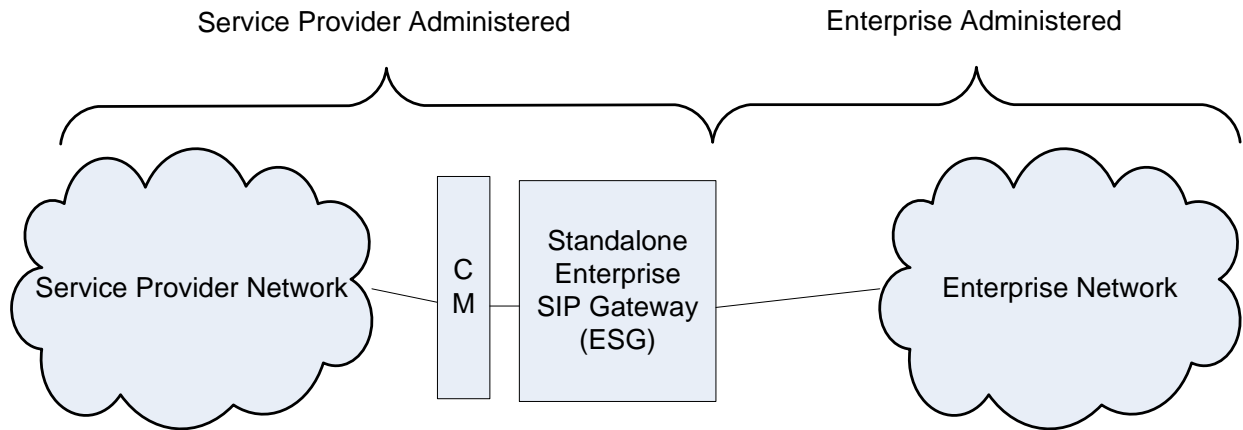 Service Provider Administered
Enterprise Administered
Service Provider Network
C
M
Standalone
Enterprise
SIP Gateway
(ESG)
Enterprise Network